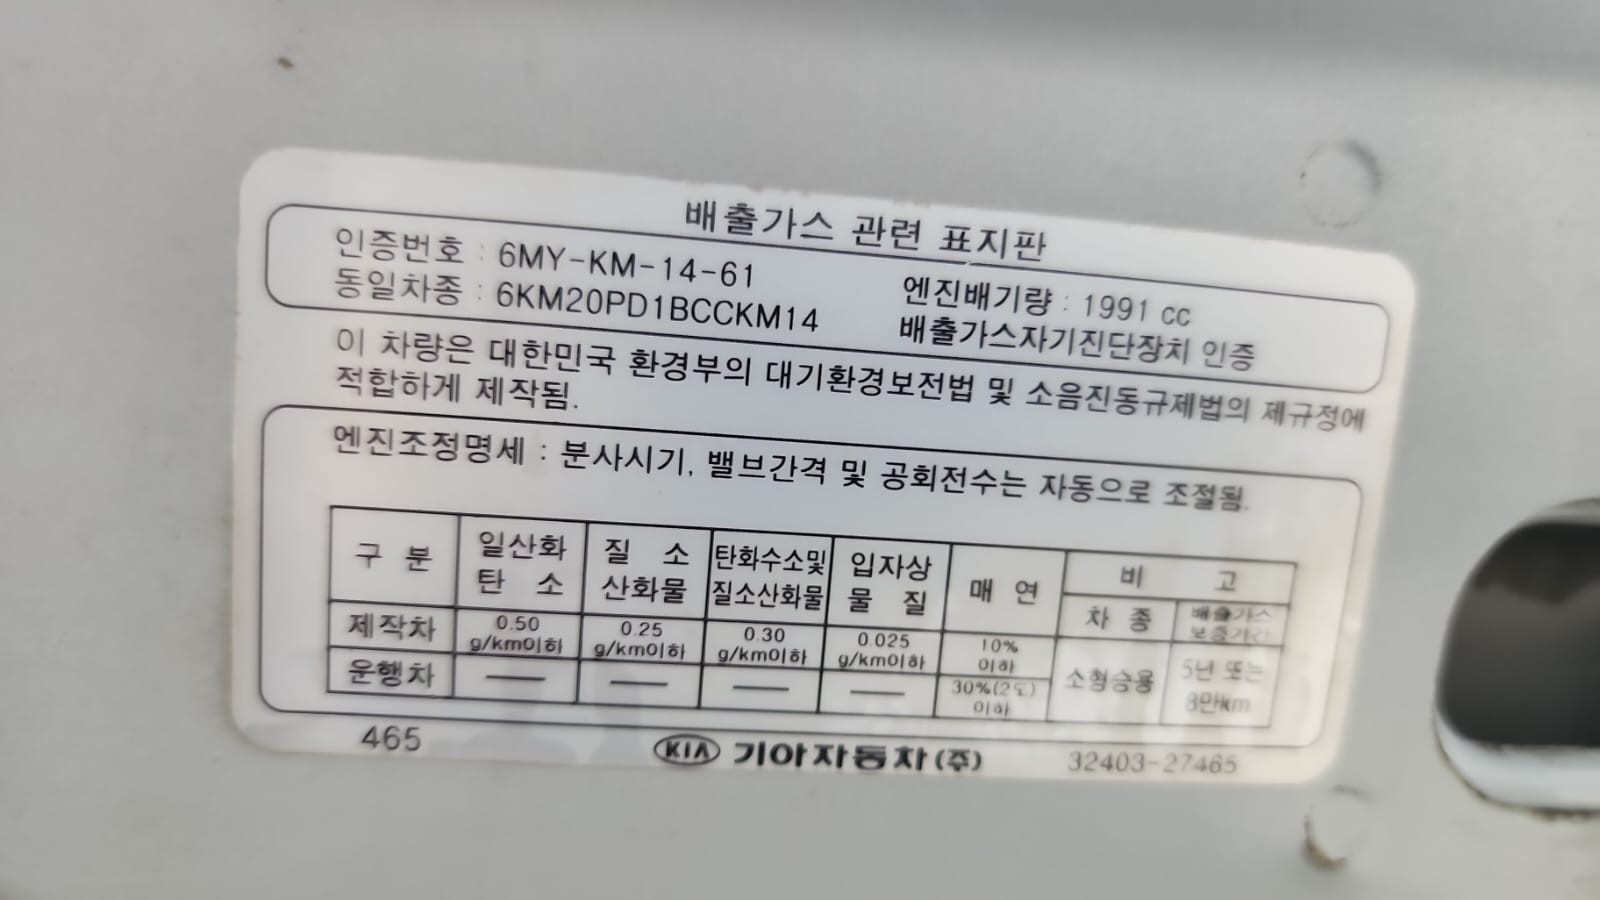 배출가스 관련 표지판
인증번호 : 6MY-KM-14-61
동일차종 : 6KM20PD1BCCKM14
엔진배기량 : 1991 cc
배출가스자기진단장치 인증
이 차량은 대한민국 환경부의 대기환경보전법 및 소음진동규제법의 제규정에
적합하게 제작됨.
엔진조정명세 : 분사시기, 밸브간격 및 공회전수는 자동으로 조절됨.
구 분 일산화 탄 소 질 소 산화물 탄화수소및 질소산화물 입자상 물 질 매 연 비 고
차 종 배출가스 보증기간
제작차 0.50 g/km이하 0.25 g/km이하 0.30 g/km이하 0.025 g/km이하 10% 이하 소형승용 5년 또는 8만km
운행차 — — — — 30%(2도) 이하
465 KIA 기아자동차(주) 32403-27465